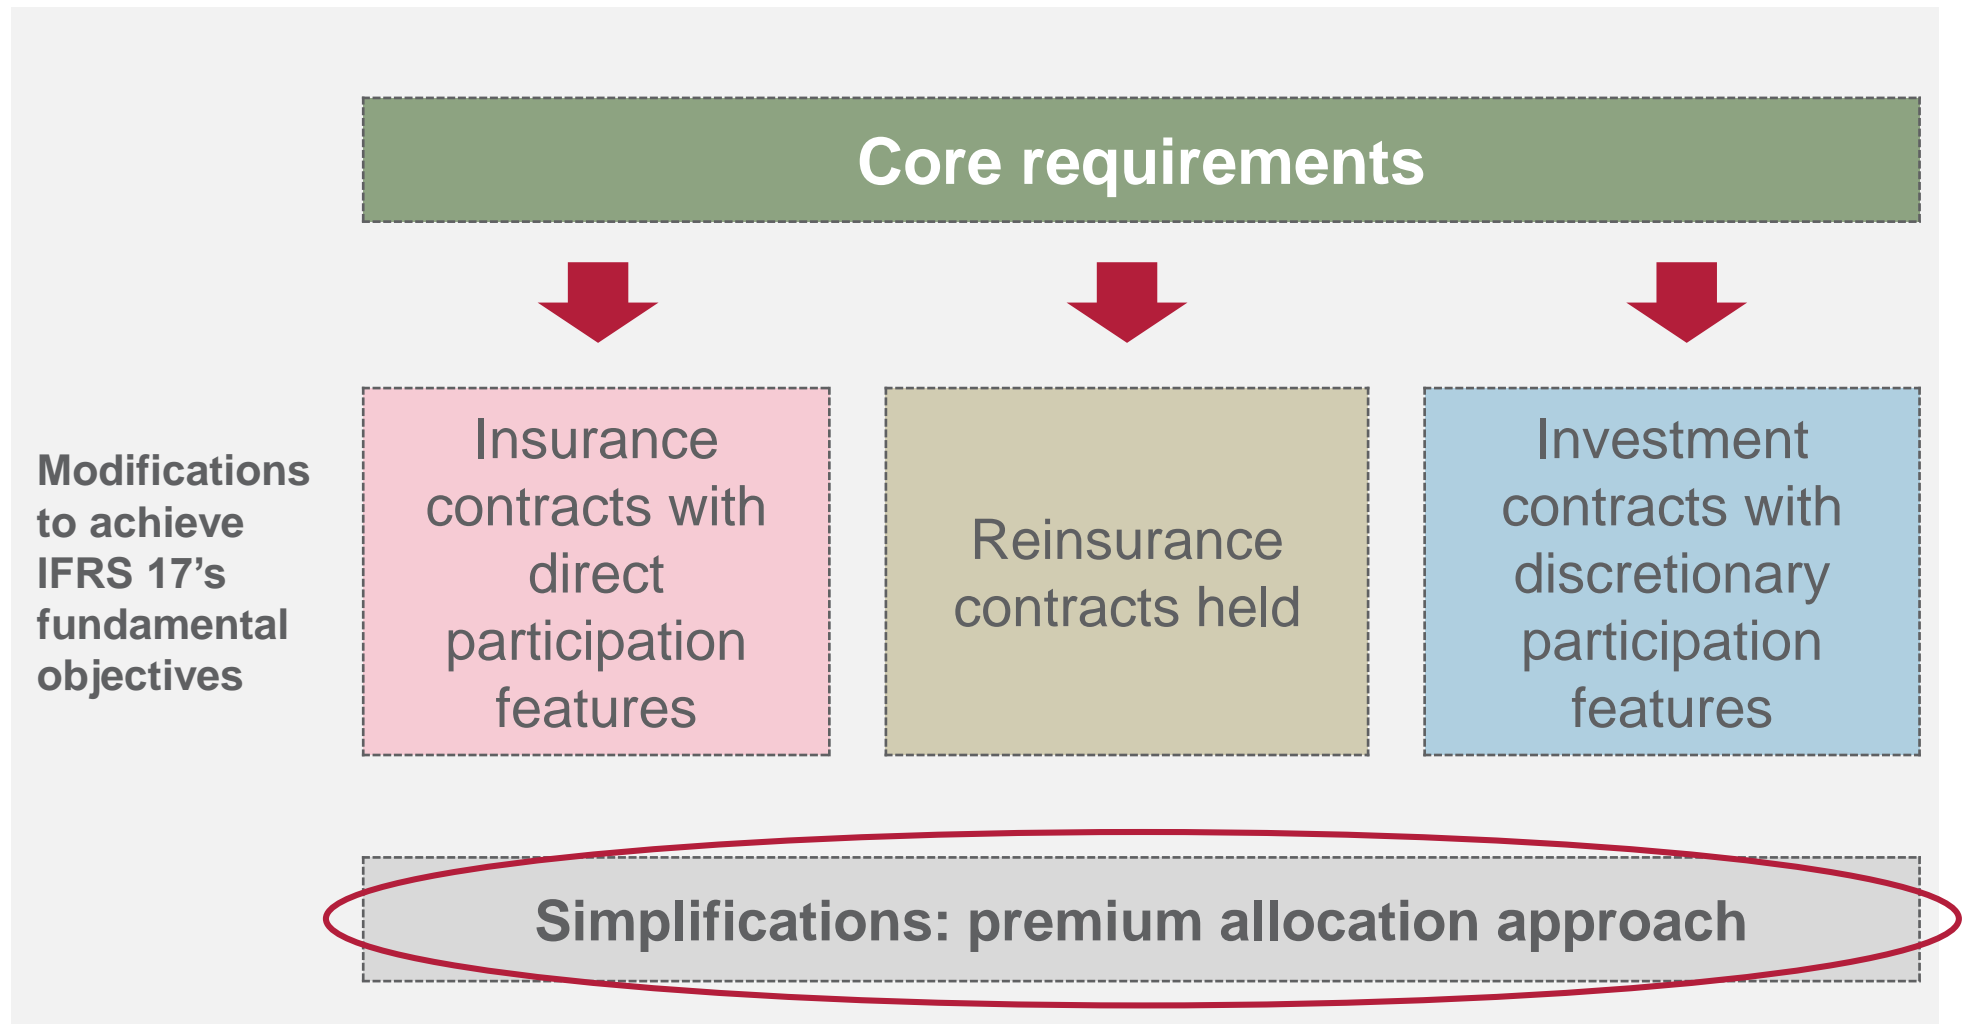 Core requirements
Modifications
to achieve
IFRS 17’s
fundamental
objectives
Insurance
contracts with
direct
participation
features
Reinsurance
contracts held
Investment
contracts with
discretionary
participation
features
Simplifications: premium allocation approach